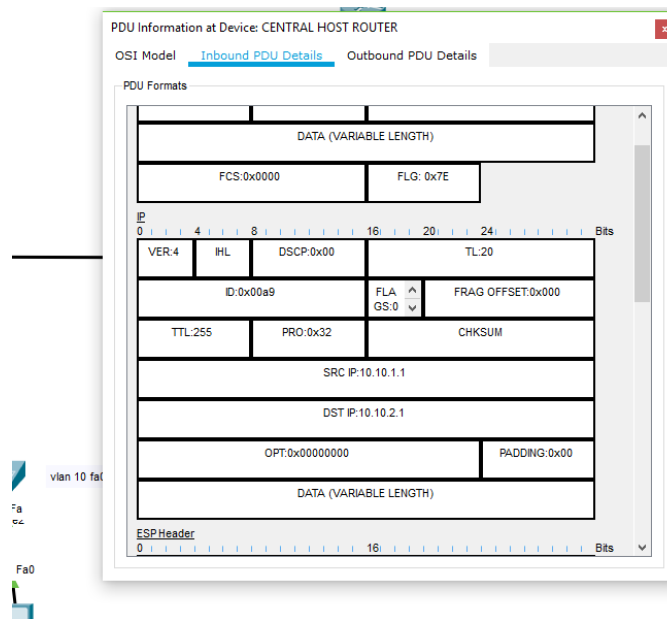 PDU Information at Device: CENTRAL HOST ROUTER
x
OSI Model Inbound PDU Details Outbound PDU Details
PDU Formats
DATA (VARIABLE LENGTH)
FCS:0x0000 FLG: 0x7E
IP
0 4 8 16 20 24 Bits
VER:4 IHL DSCP:0x00 TL:20
ID:0x00a9 FLA GS:0 FRAG OFFSET:0x000
TTL:255 PRO:0x32 CHKSUM
SRC IP:10.10.1.1
DST IP:10.10.2.1
OPT:0x00000000 PADDING:0x00
DATA (VARIABLE LENGTH)
ESP Header
0 16 Bits
vlan 10 fa0
Fa
Fa0